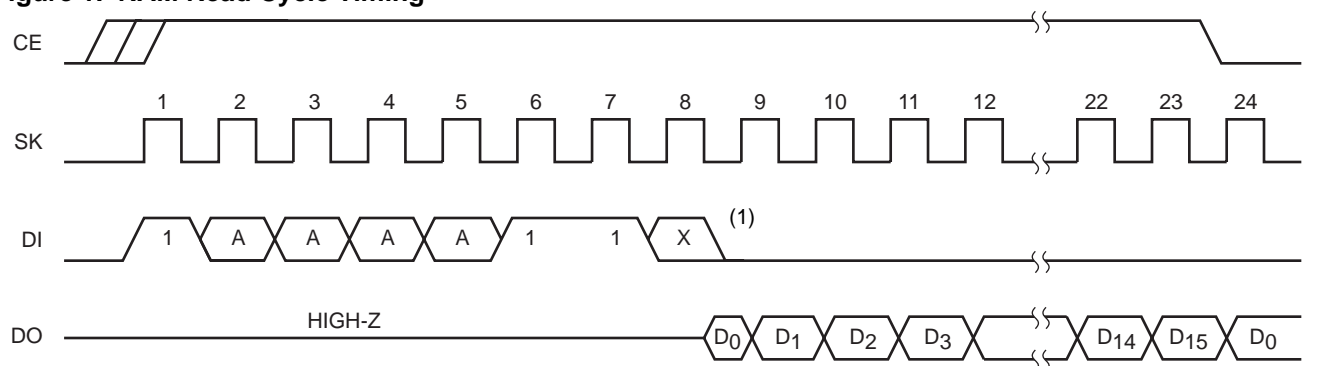 CE
1 2 3 4 5 6 7 8 9 10 11 12 22 23 24
SK
(1)
DI 1 A A A A 1 1 X
HIGH-Z
DO D0 D1 D2 D3 D14 D15 D0